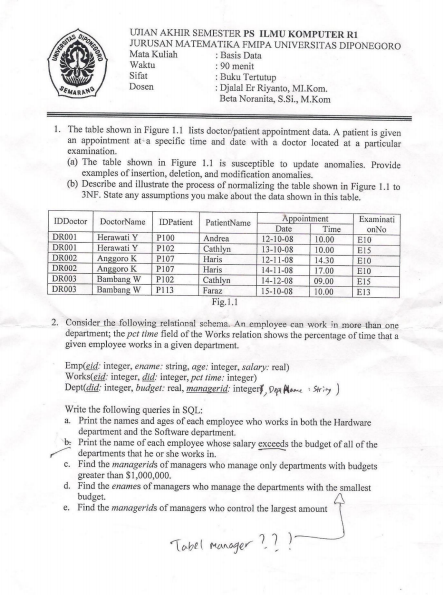 UNIVERSITAS DIPONEGORO
SEMARANG
UJIAN AKHIR SEMESTER PS ILMU KOMPUTER R1
JURUSAN MATEMATIKA FMIPA UNIVERSITAS DIPONEGORO
Mata Kuliah : Basis Data
Waktu : 90 menit
Sifat : Buku Tertutup
Dosen : Djalal Er Riyanto, MI.Kom.
Beta Noranita, S.Si., M.Kom
1. The table shown in Figure 1.1 lists doctor/patient appointment data. A patient is given
an appointment at a specific time and date with a doctor located at a particular
examination.
(a) The table shown in Figure 1.1 is susceptible to update anomalies. Provide
examples of insertion, deletion, and modification anomalies.
(b) Describe and illustrate the process of normalizing the table shown in Figure 1.1 to
3NF. State any assumptions you make about the data shown in this table.
IDDoctor DoctorName IDPatient PatientName Appointment Examinati
Date Time onNo
DR001 Herawati Y P100 Andrea 12-10-08 10.00 E10
DR001 Herawati Y P102 Cathlyn 13-10-08 10.00 E15
DR002 Anggoro K P107 Haris 12-11-08 14.30 E10
DR002 Anggoro K P107 Haris 14-11-08 17.00 E10
DR003 Bambang W P102 Cathlyn 14-12-08 09.00 E15
DR003 Bambang W P113 Faraz 15-10-08 10.00 E13
Fig.1.1
2. Consider the following relational schema. An employee can work in more than one
department; the pct time field of the Works relation shows the percentage of time that a
given employee works in a given department.
Emp(eid: integer, ename: string, age: integer, salary: real)
Works(eid: integer, did: integer, pct time: integer)
Dept(did: integer, budget: real, managerid: integer), DeptName : String )
Write the following queries in SQL:
a. Print the names and ages of each employee who works in both the Hardware
department and the Software department.
b. Print the name of each employee whose salary exceeds the budget of all of the
departments that he or she works in.
c. Find the managerids of managers who manage only departments with budgets
greater than $1,000,000.
d. Find the enames of managers who manage the departments with the smallest
budget.
e. Find the managerids of managers who control the largest amount
Tabel manager ???